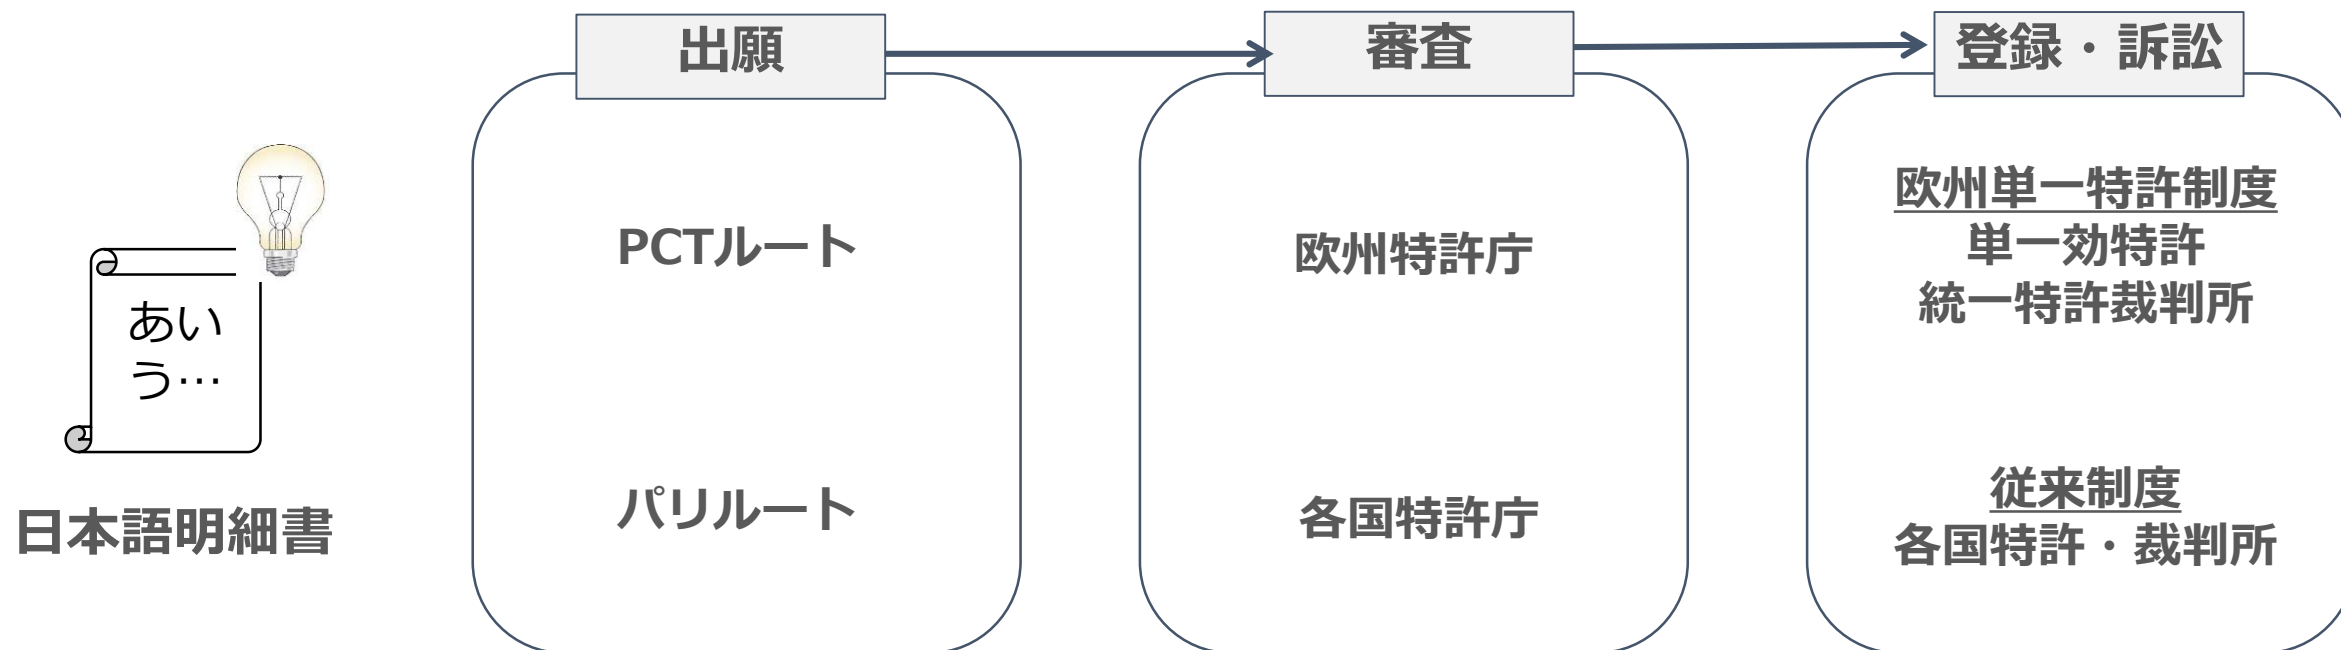 出願
審査
登録・訴訟
あい
う…
日本語明細書
PCTルート
パリルート
欧州特許庁
各国特許庁
欧州単一特許制度
単一効特許
統一特許裁判所
従来制度
各国特許・裁判所